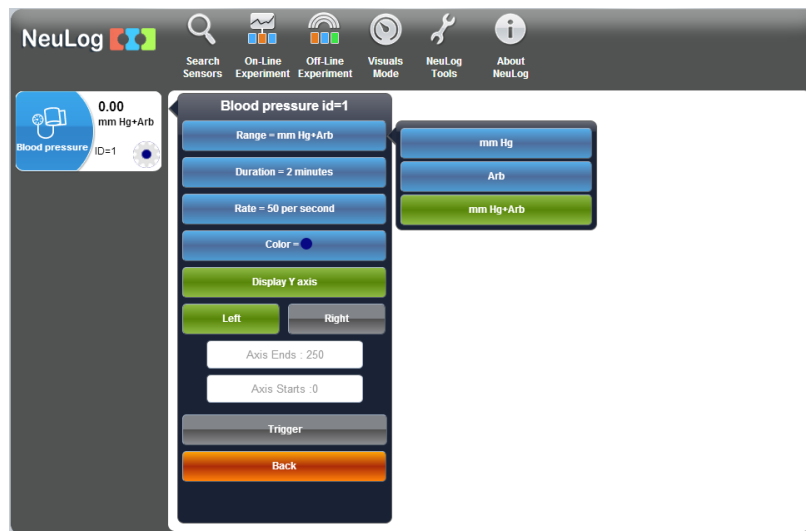 NeuLog
Search Sensors
On-Line Experiment
Off-Line Experiment
Visuals Mode
NeuLog Tools
About NeuLog
0.00
mm Hg+Arb
Blood pressure
ID=1
Blood pressure id=1
Range = mm Hg+Arb
Duration = 2 minutes
Rate = 50 per second
Color =
Display Y axis
Left
Right
Axis Ends : 250
Axis Starts :0
Trigger
Back
mm Hg
Arb
mm Hg+Arb